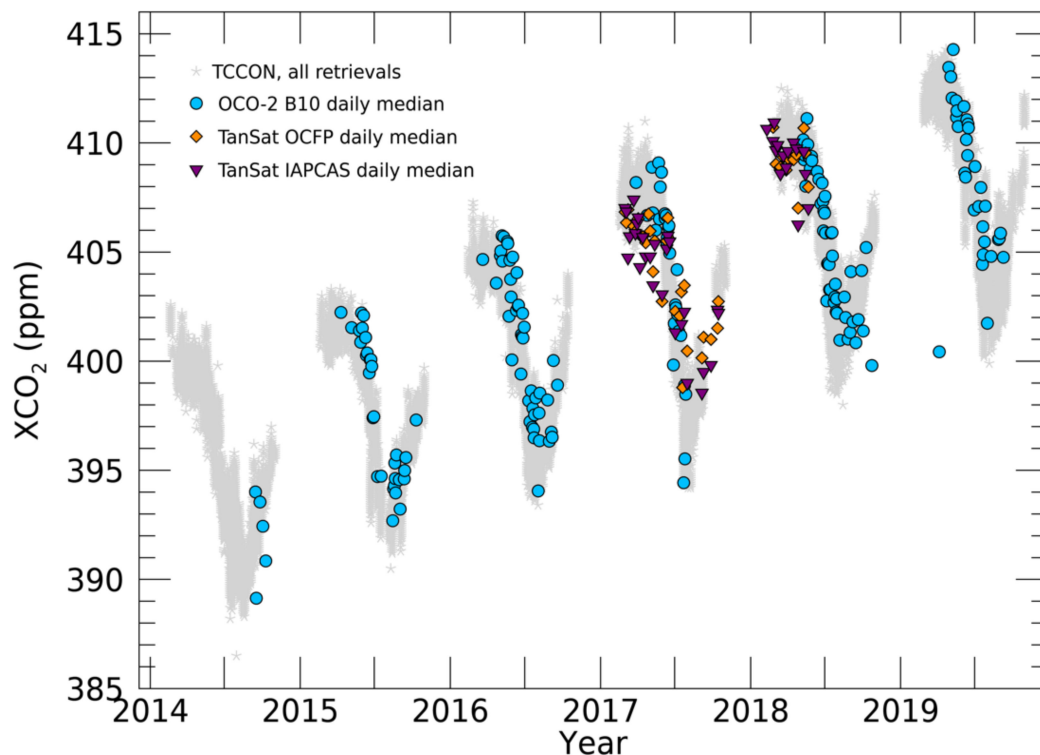 415
410
405
400
395
390
385
XCO₂ (ppm)
TCCON, all retrievals
OCO-2 B10 daily median
TanSat OCFP daily median
TanSat IAPCAS daily median
2014 2015 2016 2017 2018 2019
Year